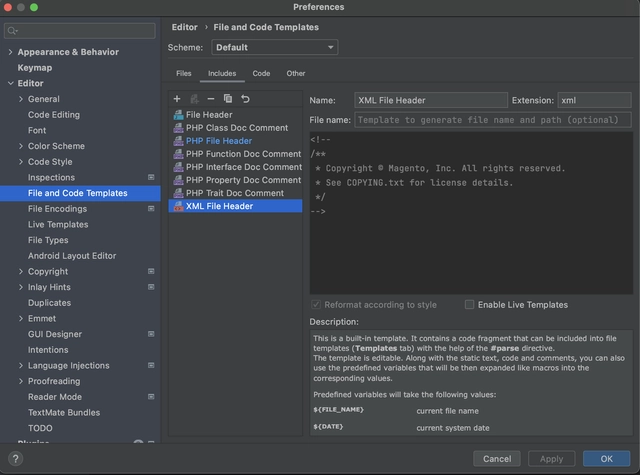 Preferences
Appearance & Behavior
Keymap
Editor
General
Code Editing
Font
Color Scheme
Code Style
Inspections
File and Code Templates
File Encodings
Live Templates
File Types
Android Layout Editor
Copyright
Inlay Hints
Duplicates
Emmet
GUI Designer
Intentions
Language Injections
Proofreading
Reader Mode
TextMate Bundles
TODO
Plugins
Editor › File and Code Templates
Scheme: Default
Files Includes Code Other
File Header
PHP Class Doc Comment
PHP File Header
PHP Function Doc Comment
PHP Interface Doc Comment
PHP Property Doc Comment
PHP Trait Doc Comment
XML File Header
Name: XML File Header Extension: xml
File name: Template to generate file name and path (optional)
<!--
/**
* Copyright © Magento, Inc. All rights reserved.
* See COPYING.txt for license details.
*/
-->
Reformat according to style Enable Live Templates
Description:
This is a built-in template. It contains a code fragment that can be included into file
templates (Templates tab) with the help of the #parse directive.
The template is editable. Along with the static text, code and comments, you can also
use the predefined variables that will be then expanded like macros into the
corresponding values.
Predefined variables will take the following values:
${FILE_NAME} current file name
${DATE} current system date
? Cancel Apply OK